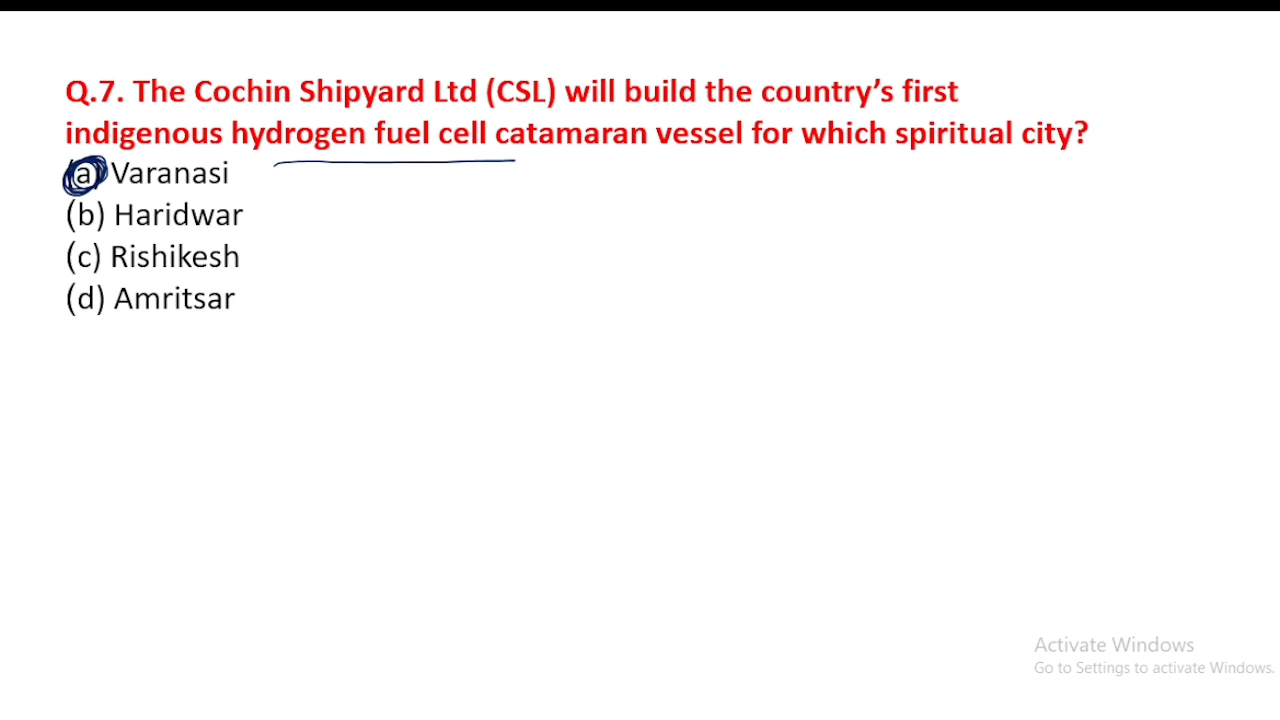 Q.7. The Cochin Shipyard Ltd (CSL) will build the country’s first
indigenous hydrogen fuel cell catamaran vessel for which spiritual city?
(a) Varanasi
(b) Haridwar
(c) Rishikesh
(d) Amritsar
Activate Windows
Go to Settings to activate Windows.